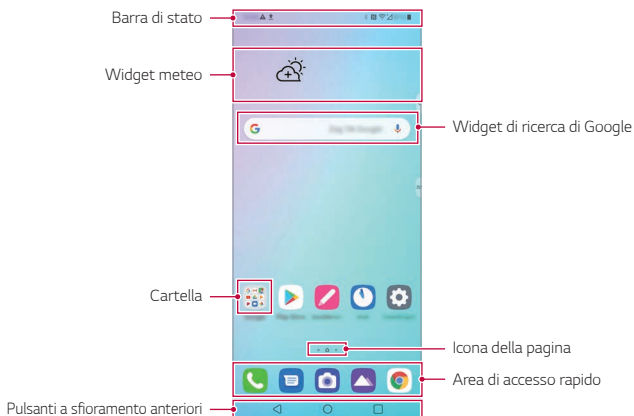 Barra di stato
Widget meteo
Widget di ricerca di Google
Cartella
Icona della pagina
Area di accesso rapido
Pulsanti a sfioramento anteriori